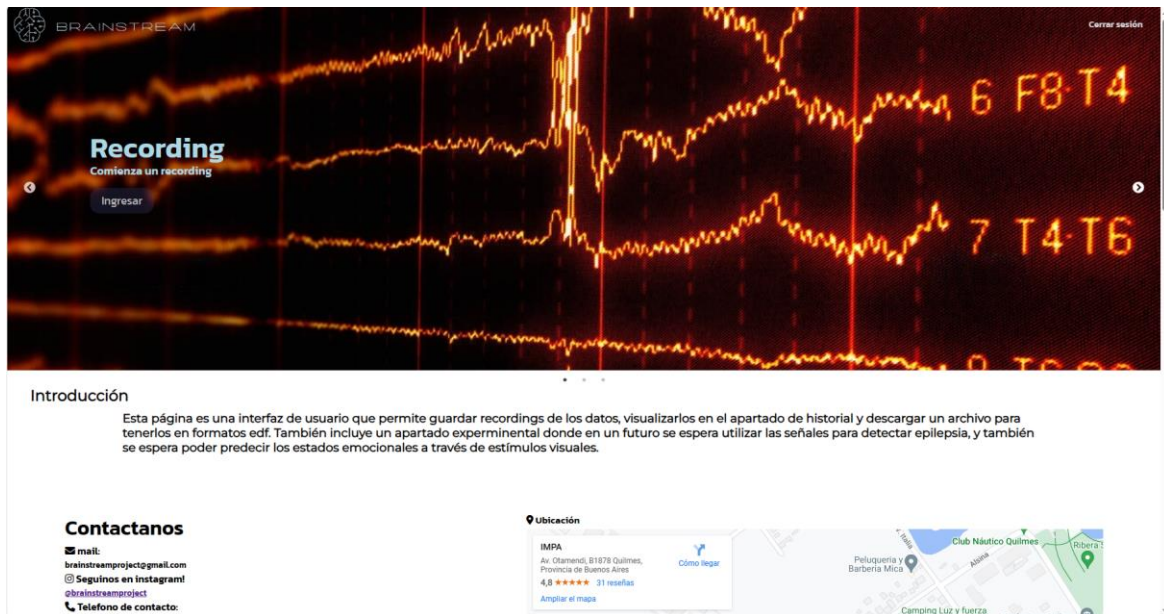 BRAINSTREAM
Cerrar sesión
6 F8-T4
Recording
Comienza un recording
Ingresar
7 T4-T6
Introducción
Esta página es una interfaz de usuario que permite guardar recordings de los datos, visualizarlos en el apartado de historial y descargar un archivo para
tenerlos en formatos edf. También incluye un apartado experminental donde en un futuro se espera utilizar las señales para detectar epilepsia, y también
se espera poder predecir los estados emocionales a través de estímulos visuales.
Contactanos
mail:
brainstreamproject@gmail.com
Seguinos en instagram!
@brainstreamproject
Telefono de contacto:
Ubicación
IMPA
Av. Otamendi, B1878 Quilmes,
Provincia de Buenos Aires
Cómo llegar
4,8 ★★★★★ 31 reseñas
Ampliar el mapa
Italia
Club Náutico Quilmes
Ribera
Alsina
Peluqueria y
Barbería Mica
Camping Luz y fuerza